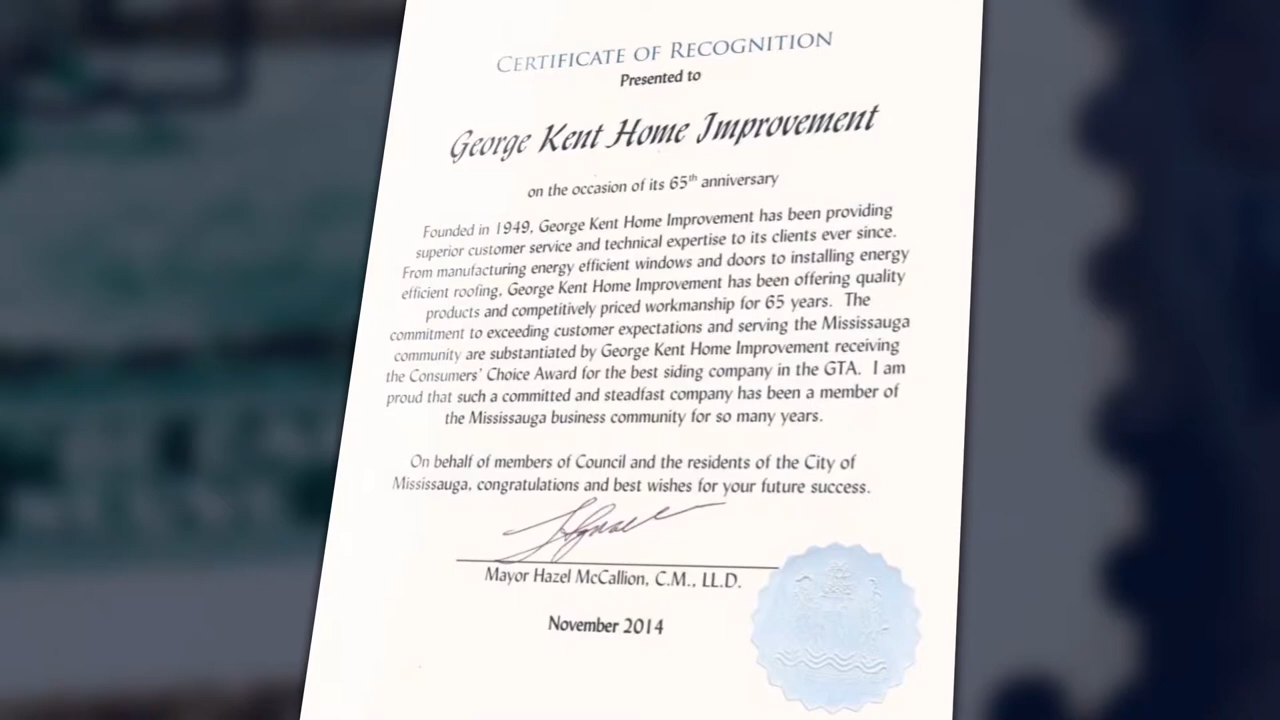 CERTIFICATE OF RECOGNITION
Presented to
George Kent Home Improvement
on the occasion of its 65th anniversary
Founded in 1949, George Kent Home Improvement has been providing
superior customer service and technical expertise to its clients ever since.
From manufacturing energy efficient windows and doors to installing energy
efficient roofing, George Kent Home Improvement has been offering quality
products and competitively priced workmanship for 65 years. The
commitment to exceeding customer expectations and serving the Mississauga
community are substantiated by George Kent Home Improvement receiving
the Consumers' Choice Award for the best siding company in the GTA. I am
proud that such a committed and steadfast company has been a member of
the Mississauga business community for so many years.
On behalf of members of Council and the residents of the City of
Mississauga, congratulations and best wishes for your future success.
Mayor Hazel McCallion, C.M., LL.D.
November 2014